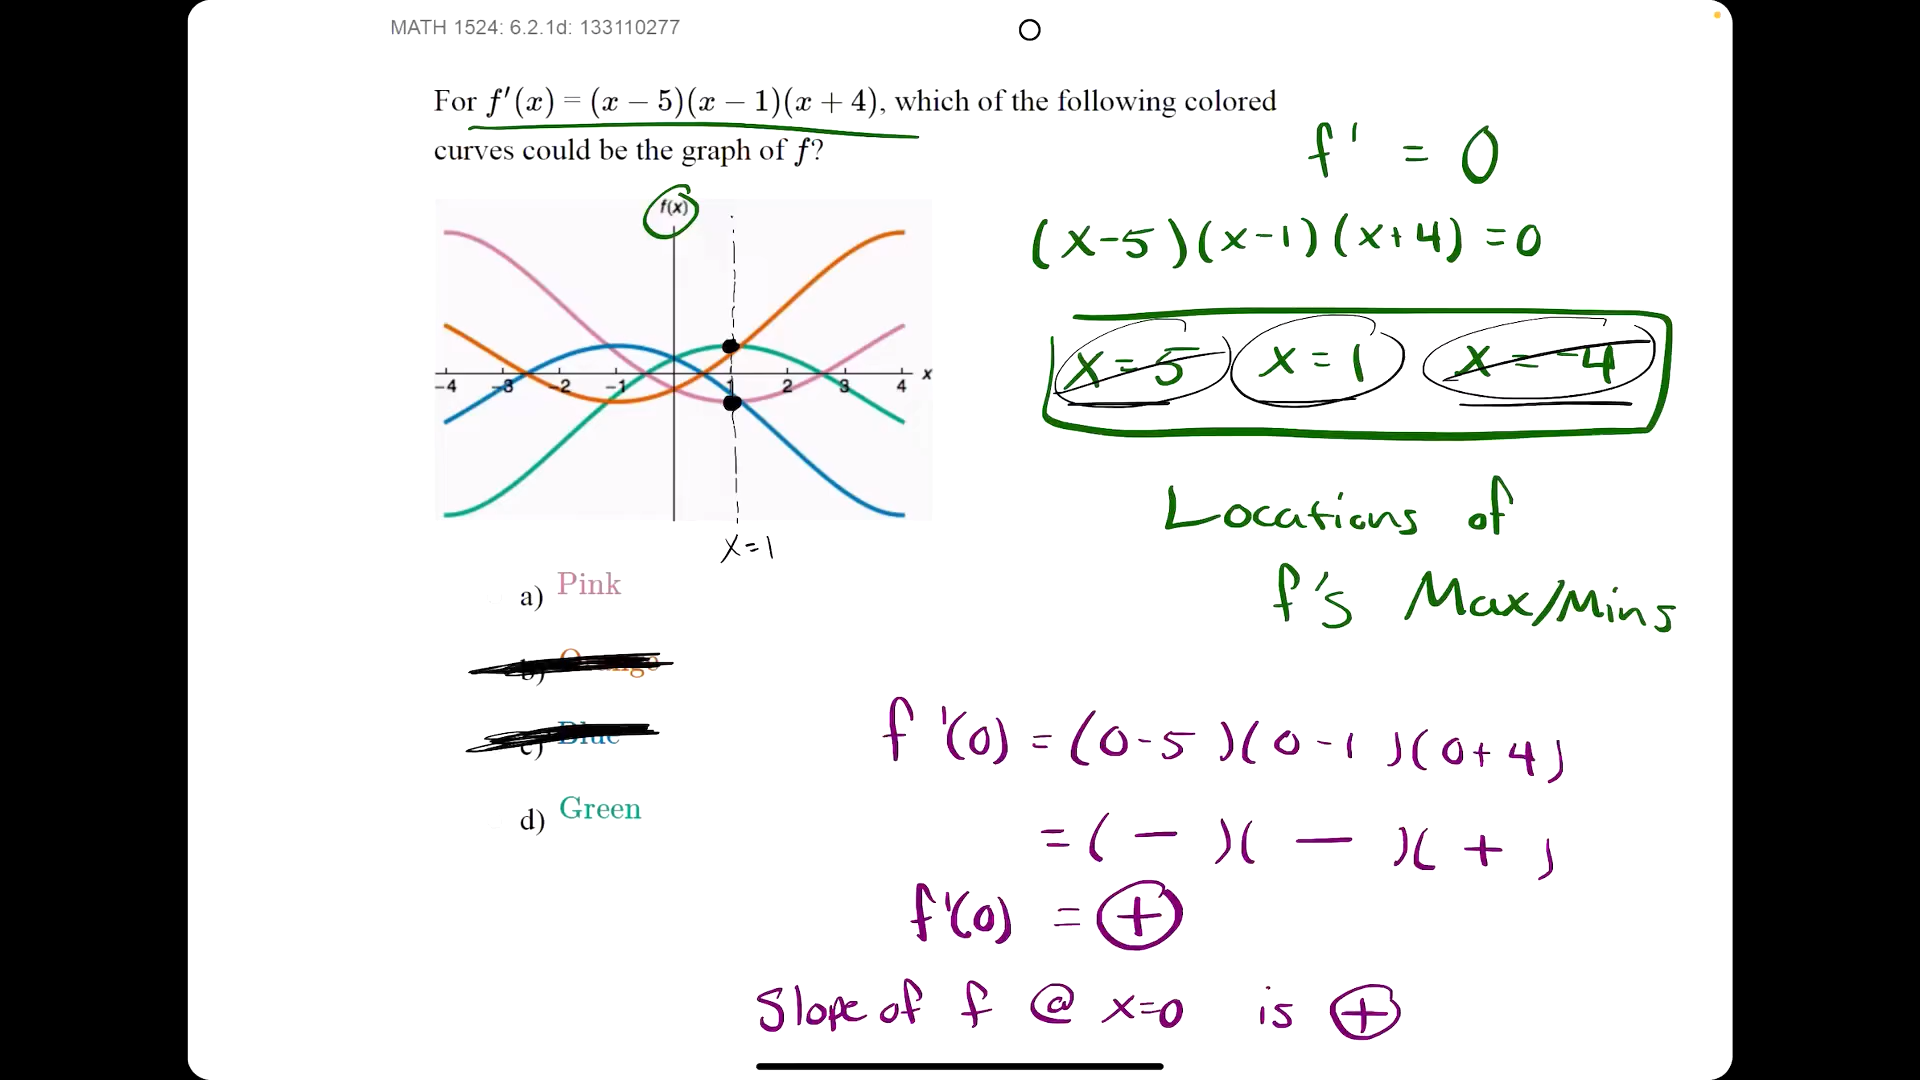 MATH 1524: 6.2.1d: 133110277
For f′(x) = (x − 5)(x − 1)(x + 4), which of the following colored
curves could be the graph of f?
f' = 0
(x-5)(x-1)(x+4) = 0
x = 5 x = 1 x = -4
Locations of
f's Max/Mins
f(x)
-4 -3 -2 -1 1 2 3 4 x
x=1
a) Pink
b) Orange
c) Blue
d) Green
f'(0) = (0-5)(0-1)(0+4)
= ( - )( - )( + )
f'(0) = +
Slope of f @ x=0 is +